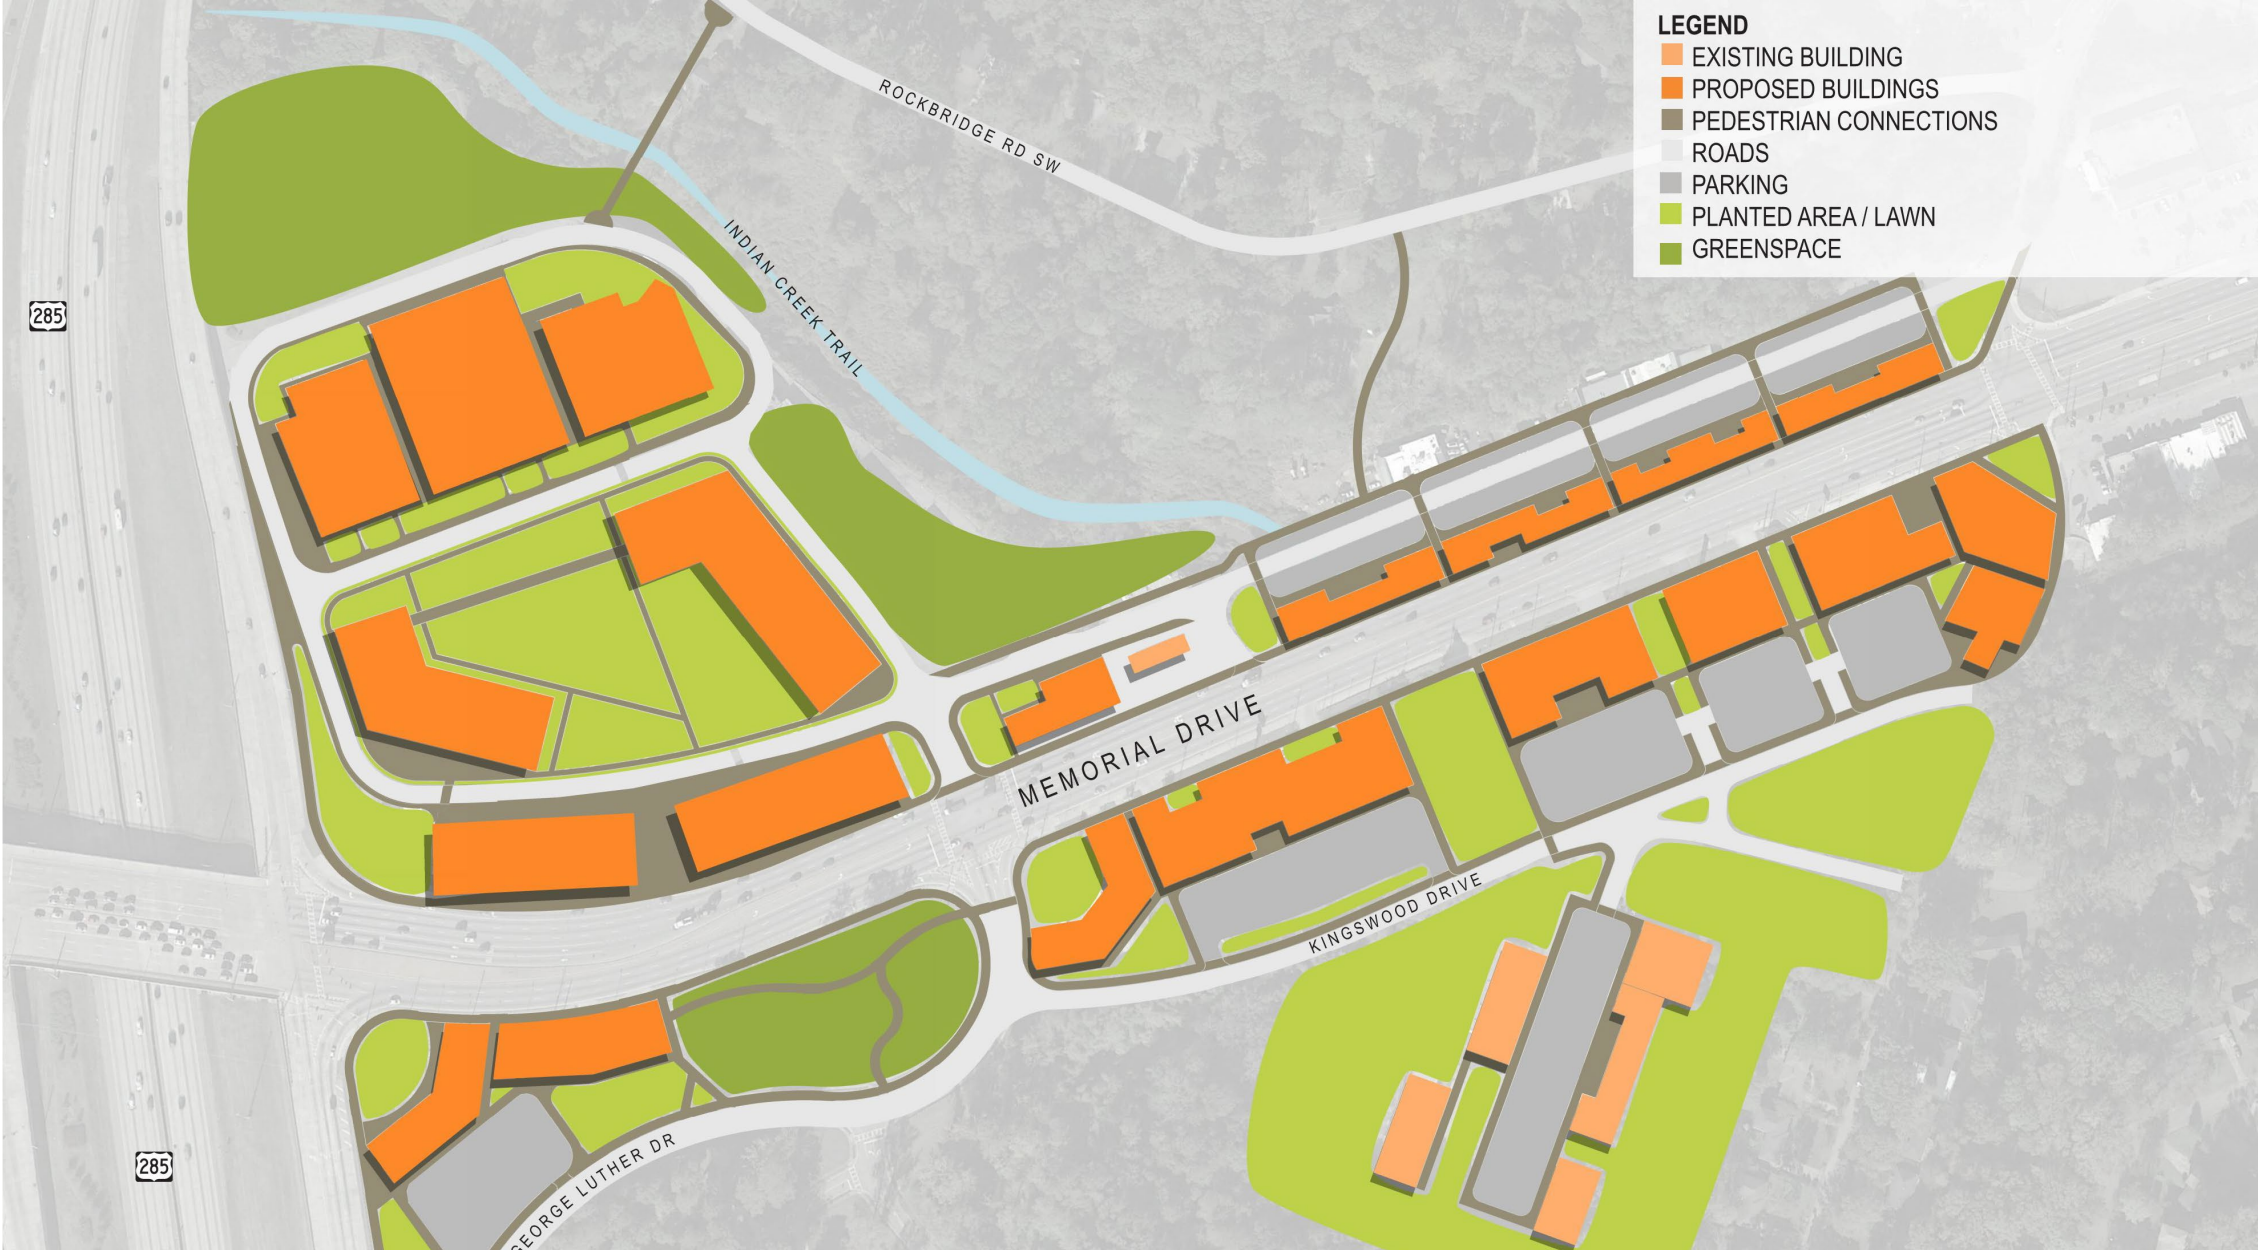 LEGEND
EXISTING BUILDING
PROPOSED BUILDINGS
PEDESTRIAN CONNECTIONS
ROADS
PARKING
PLANTED AREA / LAWN
GREENSPACE
ROCKBRIDGE RD SW
INDIAN CREEK TRAIL
285
MEMORIAL DRIVE
KINGSWOOD DRIVE
285
GEORGE LUTHER DR